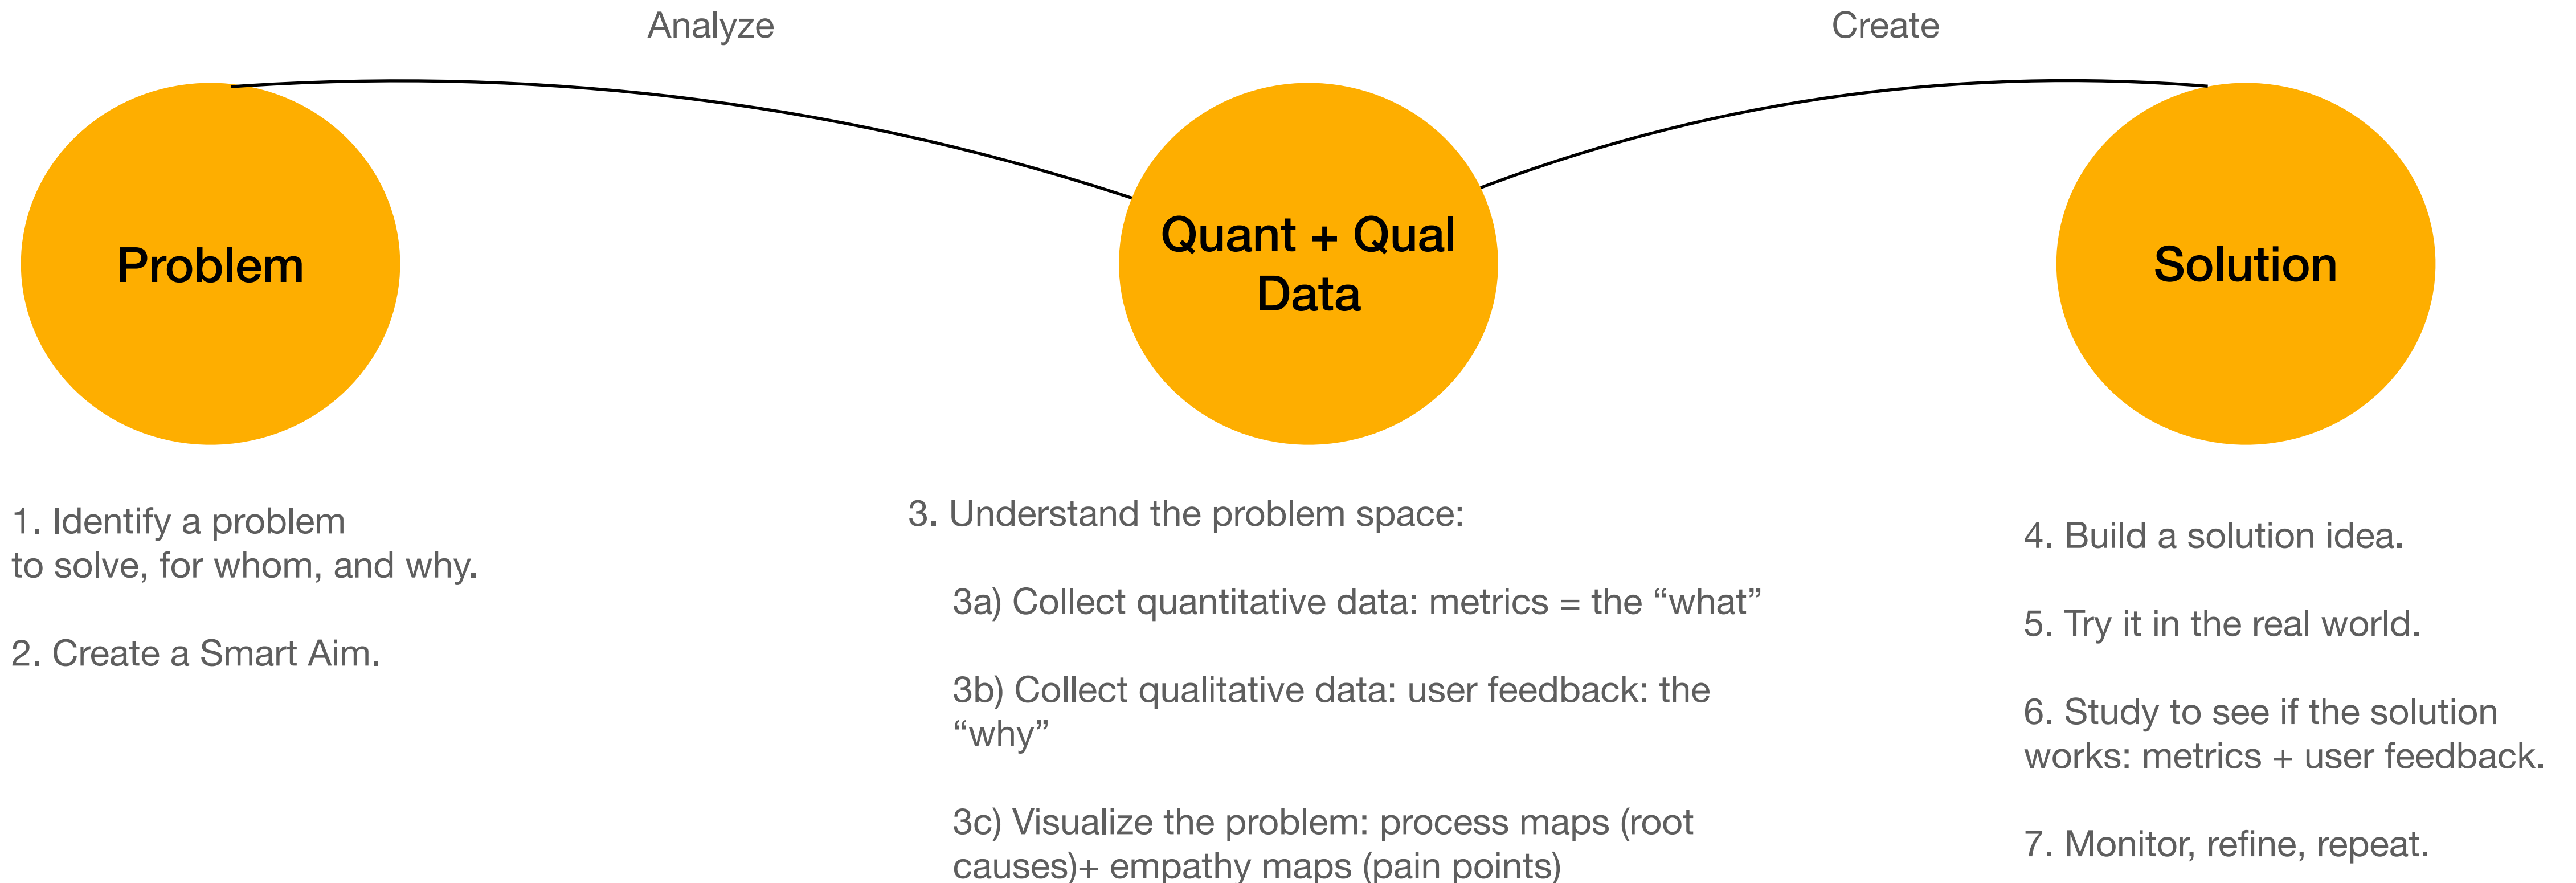 Analyze
Create
Problem
Quant + Qual
Data
Solution
1. Identify a problem
to solve, for whom, and why.
2. Create a Smart Aim.
3. Understand the problem space:
3a) Collect quantitative data: metrics = the “what”
3b) Collect qualitative data: user feedback: the
“why”
3c) Visualize the problem: process maps (root
causes)+ empathy maps (pain points)
4. Build a solution idea.
5. Try it in the real world.
6. Study to see if the solution
works: metrics + user feedback.
7. Monitor, refine, repeat.